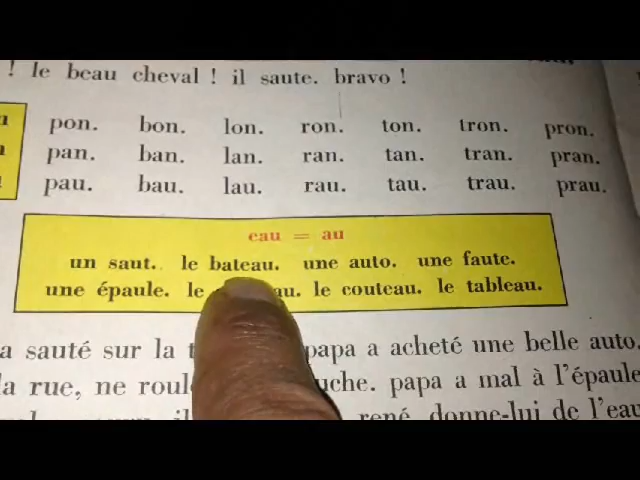 ! le beau cheval ! il saute. bravo !
pon. bon. lon. ron. ton. tron. pron.
pan. ban. lan. ran. tan. tran. pran.
pau. bau. lau. rau. tau. trau. prau.
eau = au
un saut. le bateau. une auto. une faute.
une épaule. le couteau. le tableau.
a sauté sur la papa a acheté une belle auto.
la rue, ne papa a mal à l'épaule
rené, donne-lui de l'eau